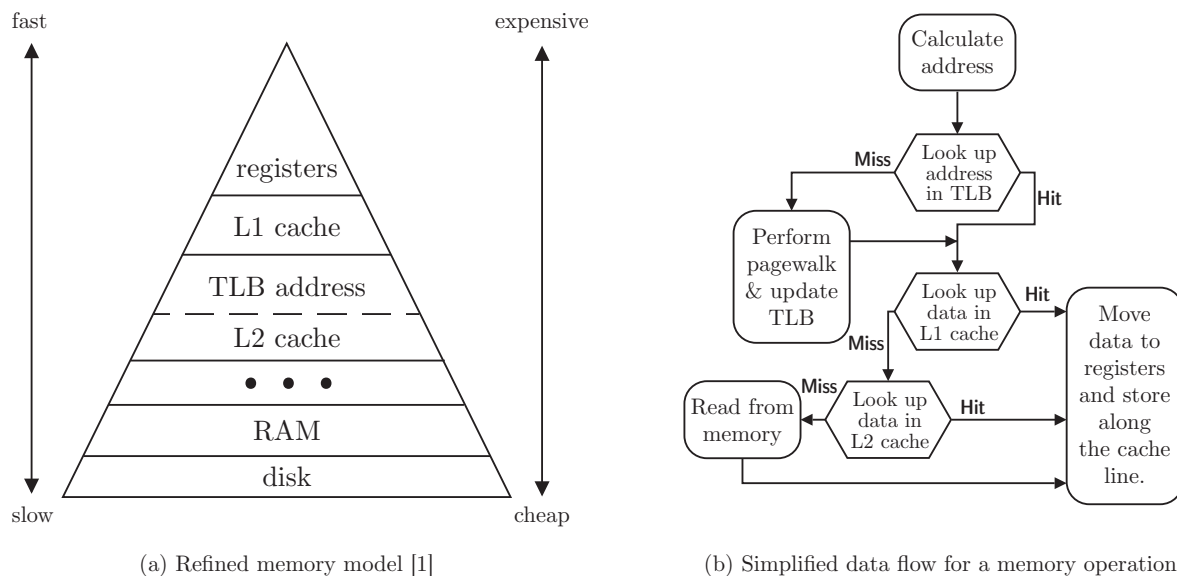 fast
expensive
registers
L1 cache
TLB address
L2 cache
• • •
RAM
disk
slow
cheap
(a) Refined memory model [1]
Calculate
address
Look up
address
in TLB
Miss
Hit
Perform
pagewalk
& update
TLB
Look up
data in
L1 cache
Hit
Miss
Move
data to
registers
and store
along
the cache
line.
Look up
data in
L2 cache
Miss
Hit
Read from
memory
(b) Simplified data flow for a memory operation